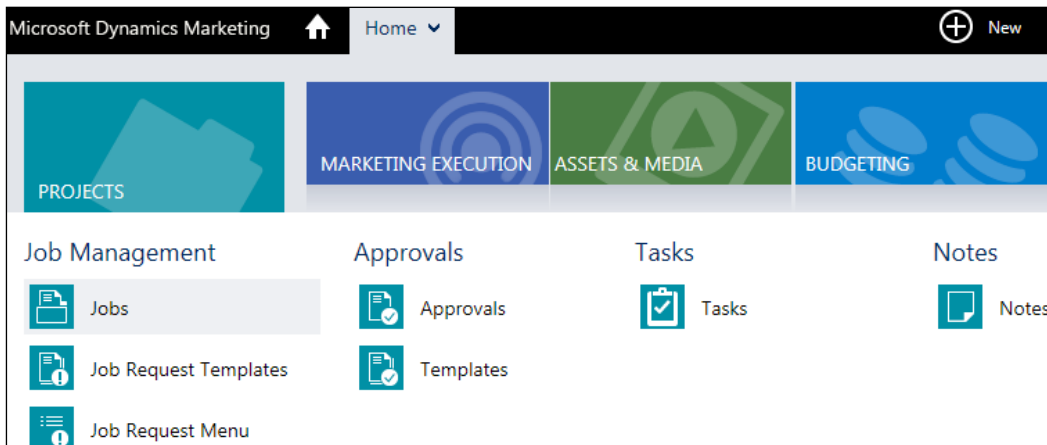 Microsoft Dynamics Marketing Home New
PROJECTS
MARKETING EXECUTION
ASSETS & MEDIA
BUDGETING
Job Management
Jobs
Job Request Templates
Job Request Menu
Approvals
Approvals
Templates
Tasks
Tasks
Notes
Notes